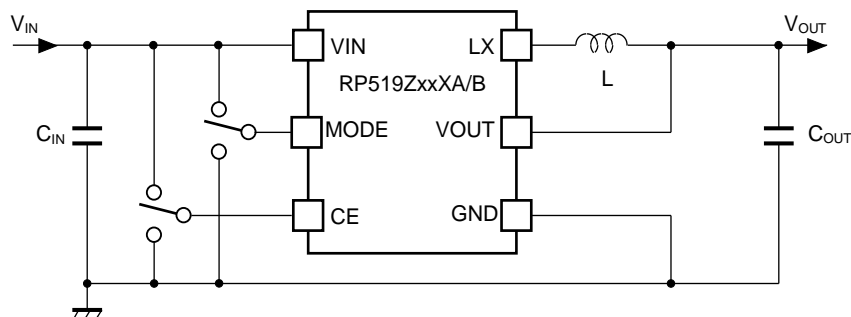 VIN VOUT
VIN LX
RP519ZxxXA/B
L
CIN MODE VOUT COUT
CE GND